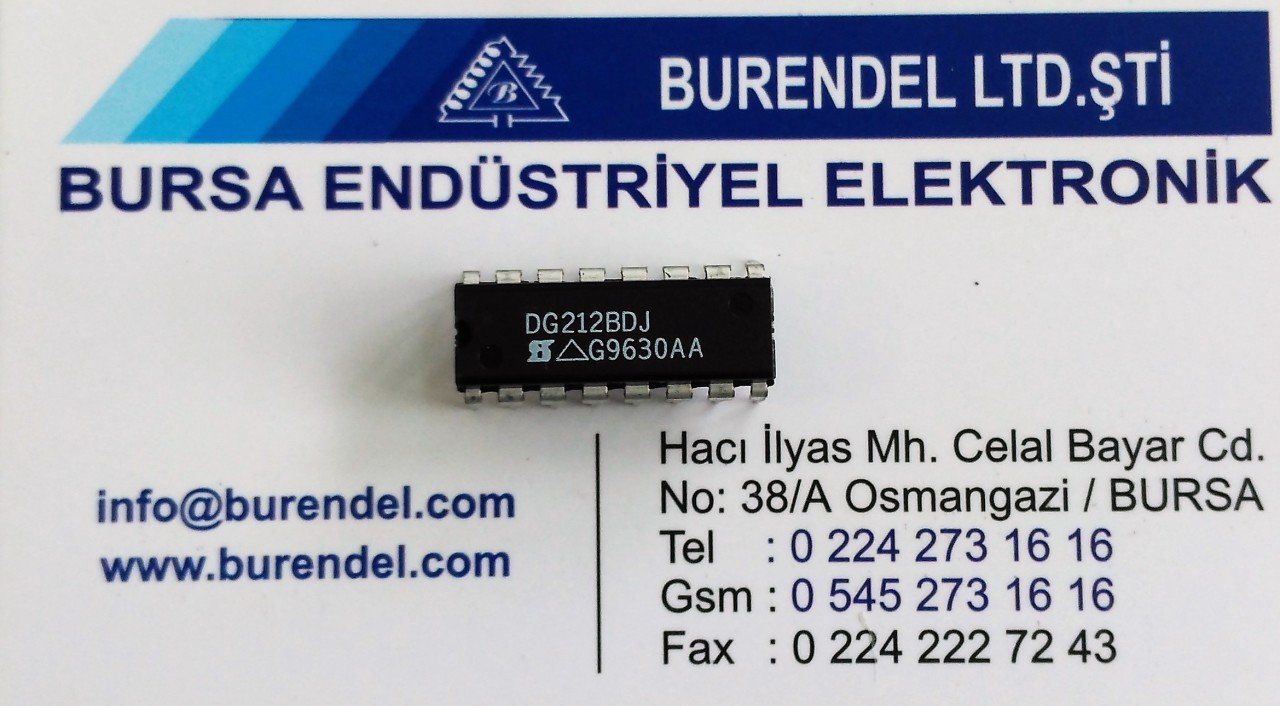 B
BURENDEL LTD.ŞTİ
BURSA ENDÜSTRİYEL ELEKTRONİK
DG212BDJ
G9630AA
info@burendel.com
www.burendel.com
Hacı İlyas Mh. Celal Bayar Cd.
No: 38/A Osmangazi / BURSA
Tel : 0 224 273 16 16
Gsm : 0 545 273 16 16
Fax : 0 224 222 72 43